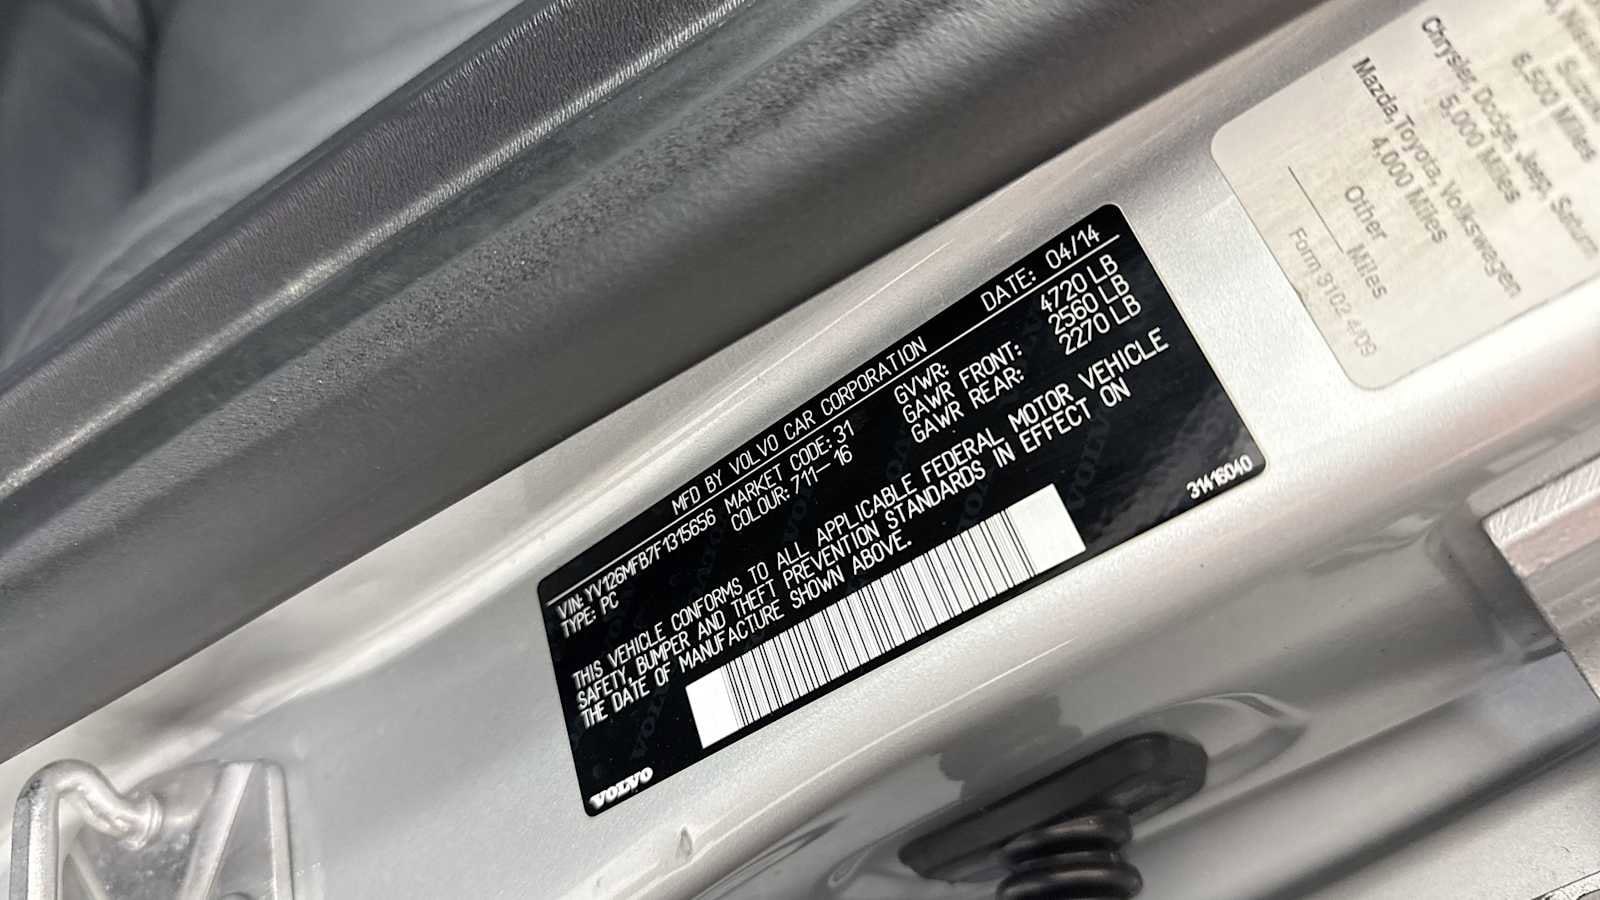 MFD BY VOLVO CAR CORPORATION
DATE: 04/14
VIN: YV126MFB7F1315656
MARKET CODE: 31
GVWR: 4720 LB
TYPE: PC
COLOUR: 711-16
GAWR FRONT: 2560 LB
GAWR REAR: 2270 LB
THIS VEHICLE CONFORMS TO ALL APPLICABLE FEDERAL MOTOR VEHICLE
SAFETY, BUMPER AND THEFT PREVENTION STANDARDS IN EFFECT ON
THE DATE OF MANUFACTURE SHOWN ABOVE.
31416040
VOLVO
6,500 Miles
Chrysler, Dodge, Jeep, Saturn
5,000 Miles
Mazda, Toyota, Volkswagen
4,000 Miles
Other
Miles
Form 3102 4/09